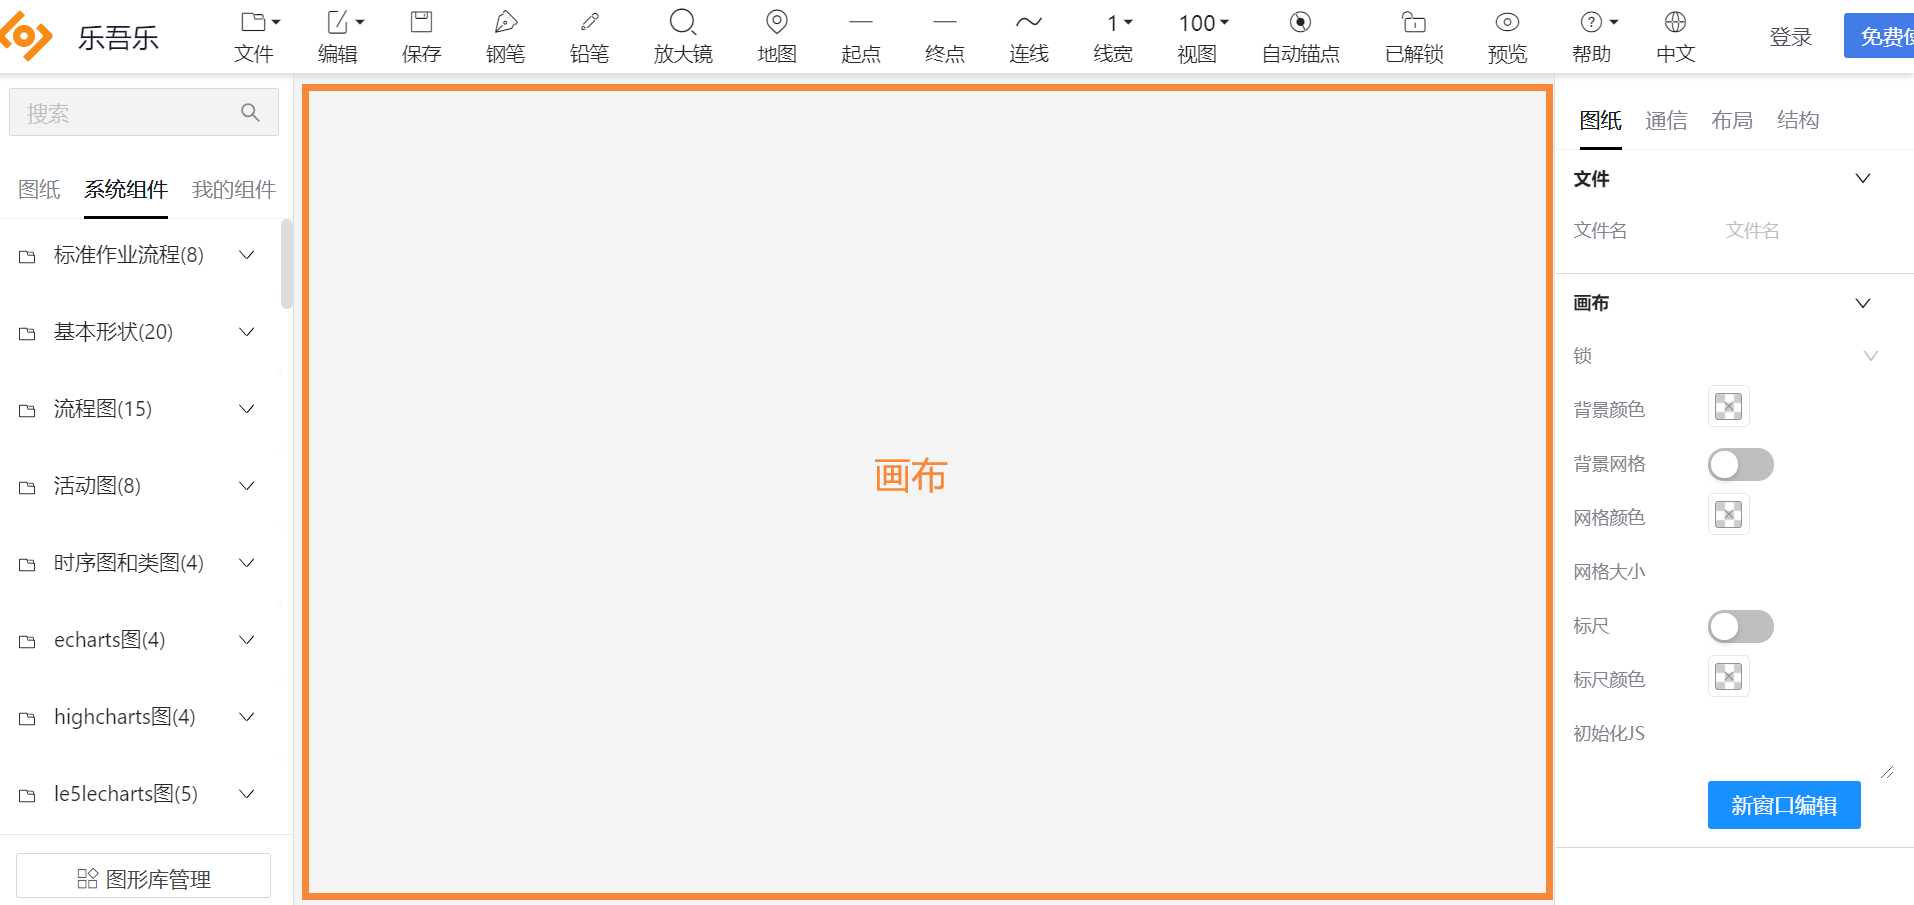 乐吾乐
文件 编辑 保存 钢笔 铅笔 放大镜 地图 起点 终点 连线 1 线宽 100 视图 自动锚点 已解锁 预览 帮助 中文 登录 免费使
搜索
图纸 系统组件 我的组件
标准作业流程(8)
基本形状(20)
流程图(15)
活动图(8)
时序图和类图(4)
echarts图(4)
highcharts图(4)
le5lecharts图(5)
图形库管理
画布
图纸 通信 布局 结构
文件
文件名 文件名
画布
锁
背景颜色
背景网格
网格颜色
网格大小
标尺
标尺颜色
初始化JS
新窗口编辑